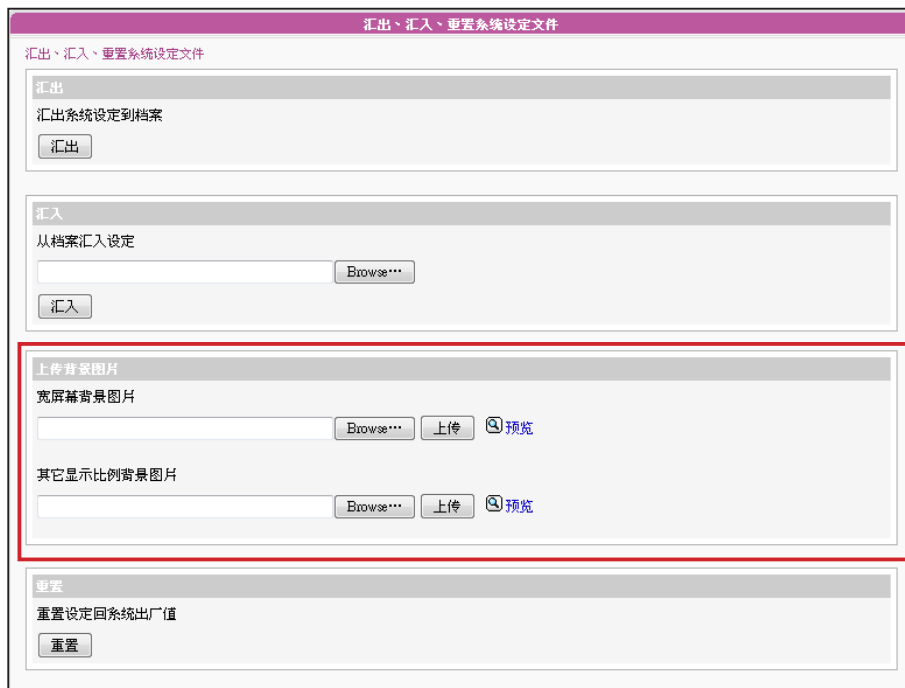 汇出、汇入、重置系统设定文件
汇出、汇入、重置系统设定文件
汇出
汇出系统设定到档案
汇出
汇入
从档案汇入设定
Browse…
汇入
上传背景图片
宽屏幕背景图片
Browse… 上传 预览
其它显示比例背景图片
Browse… 上传 预览
重置
重置设定回系统出厂值
重置